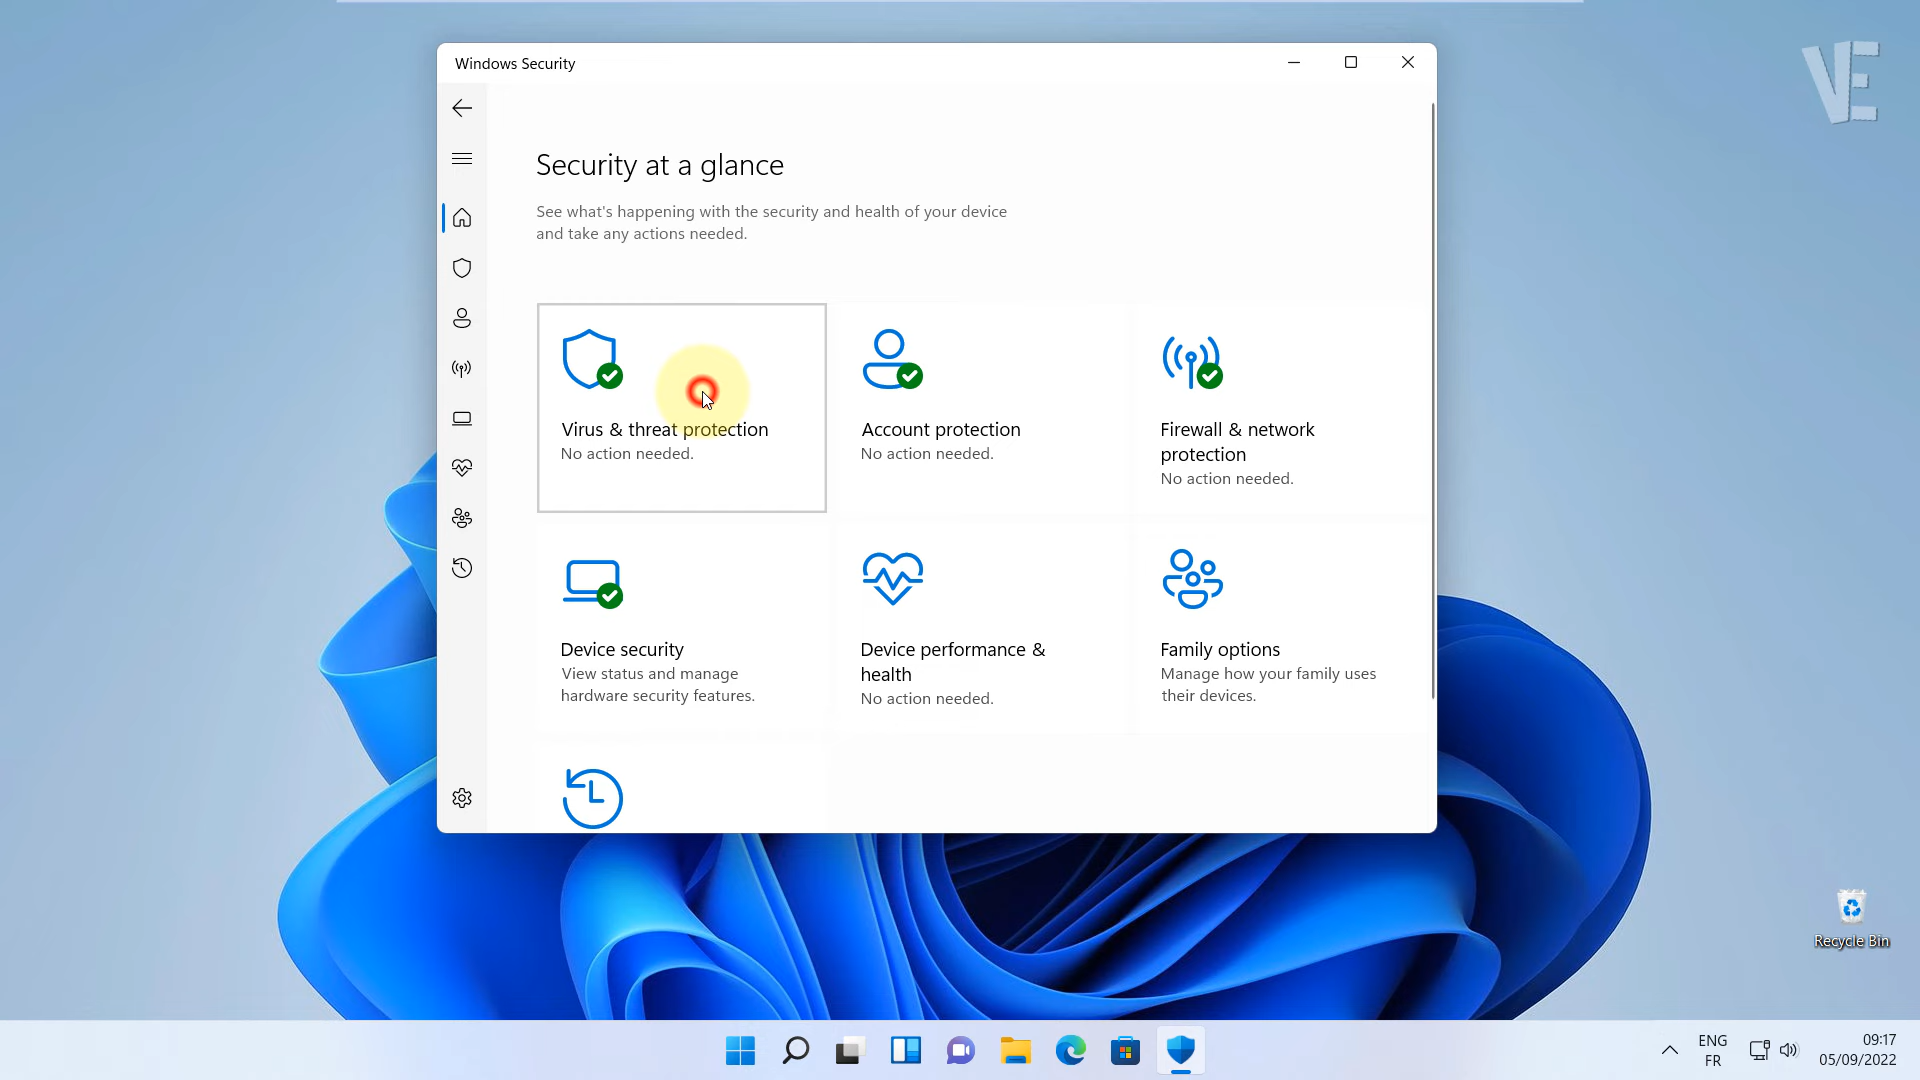 VE
Windows Security
Security at a glance
See what's happening with the security and health of your device
and take any actions needed.
Virus & threat protection
No action needed.
Account protection
No action needed.
Firewall & network
protection
No action needed.
Device security
View status and manage
hardware security features.
Device performance &
health
No action needed.
Family options
Manage how your family uses
their devices.
Recycle Bin
ENG
FR
09:17
05/09/2022